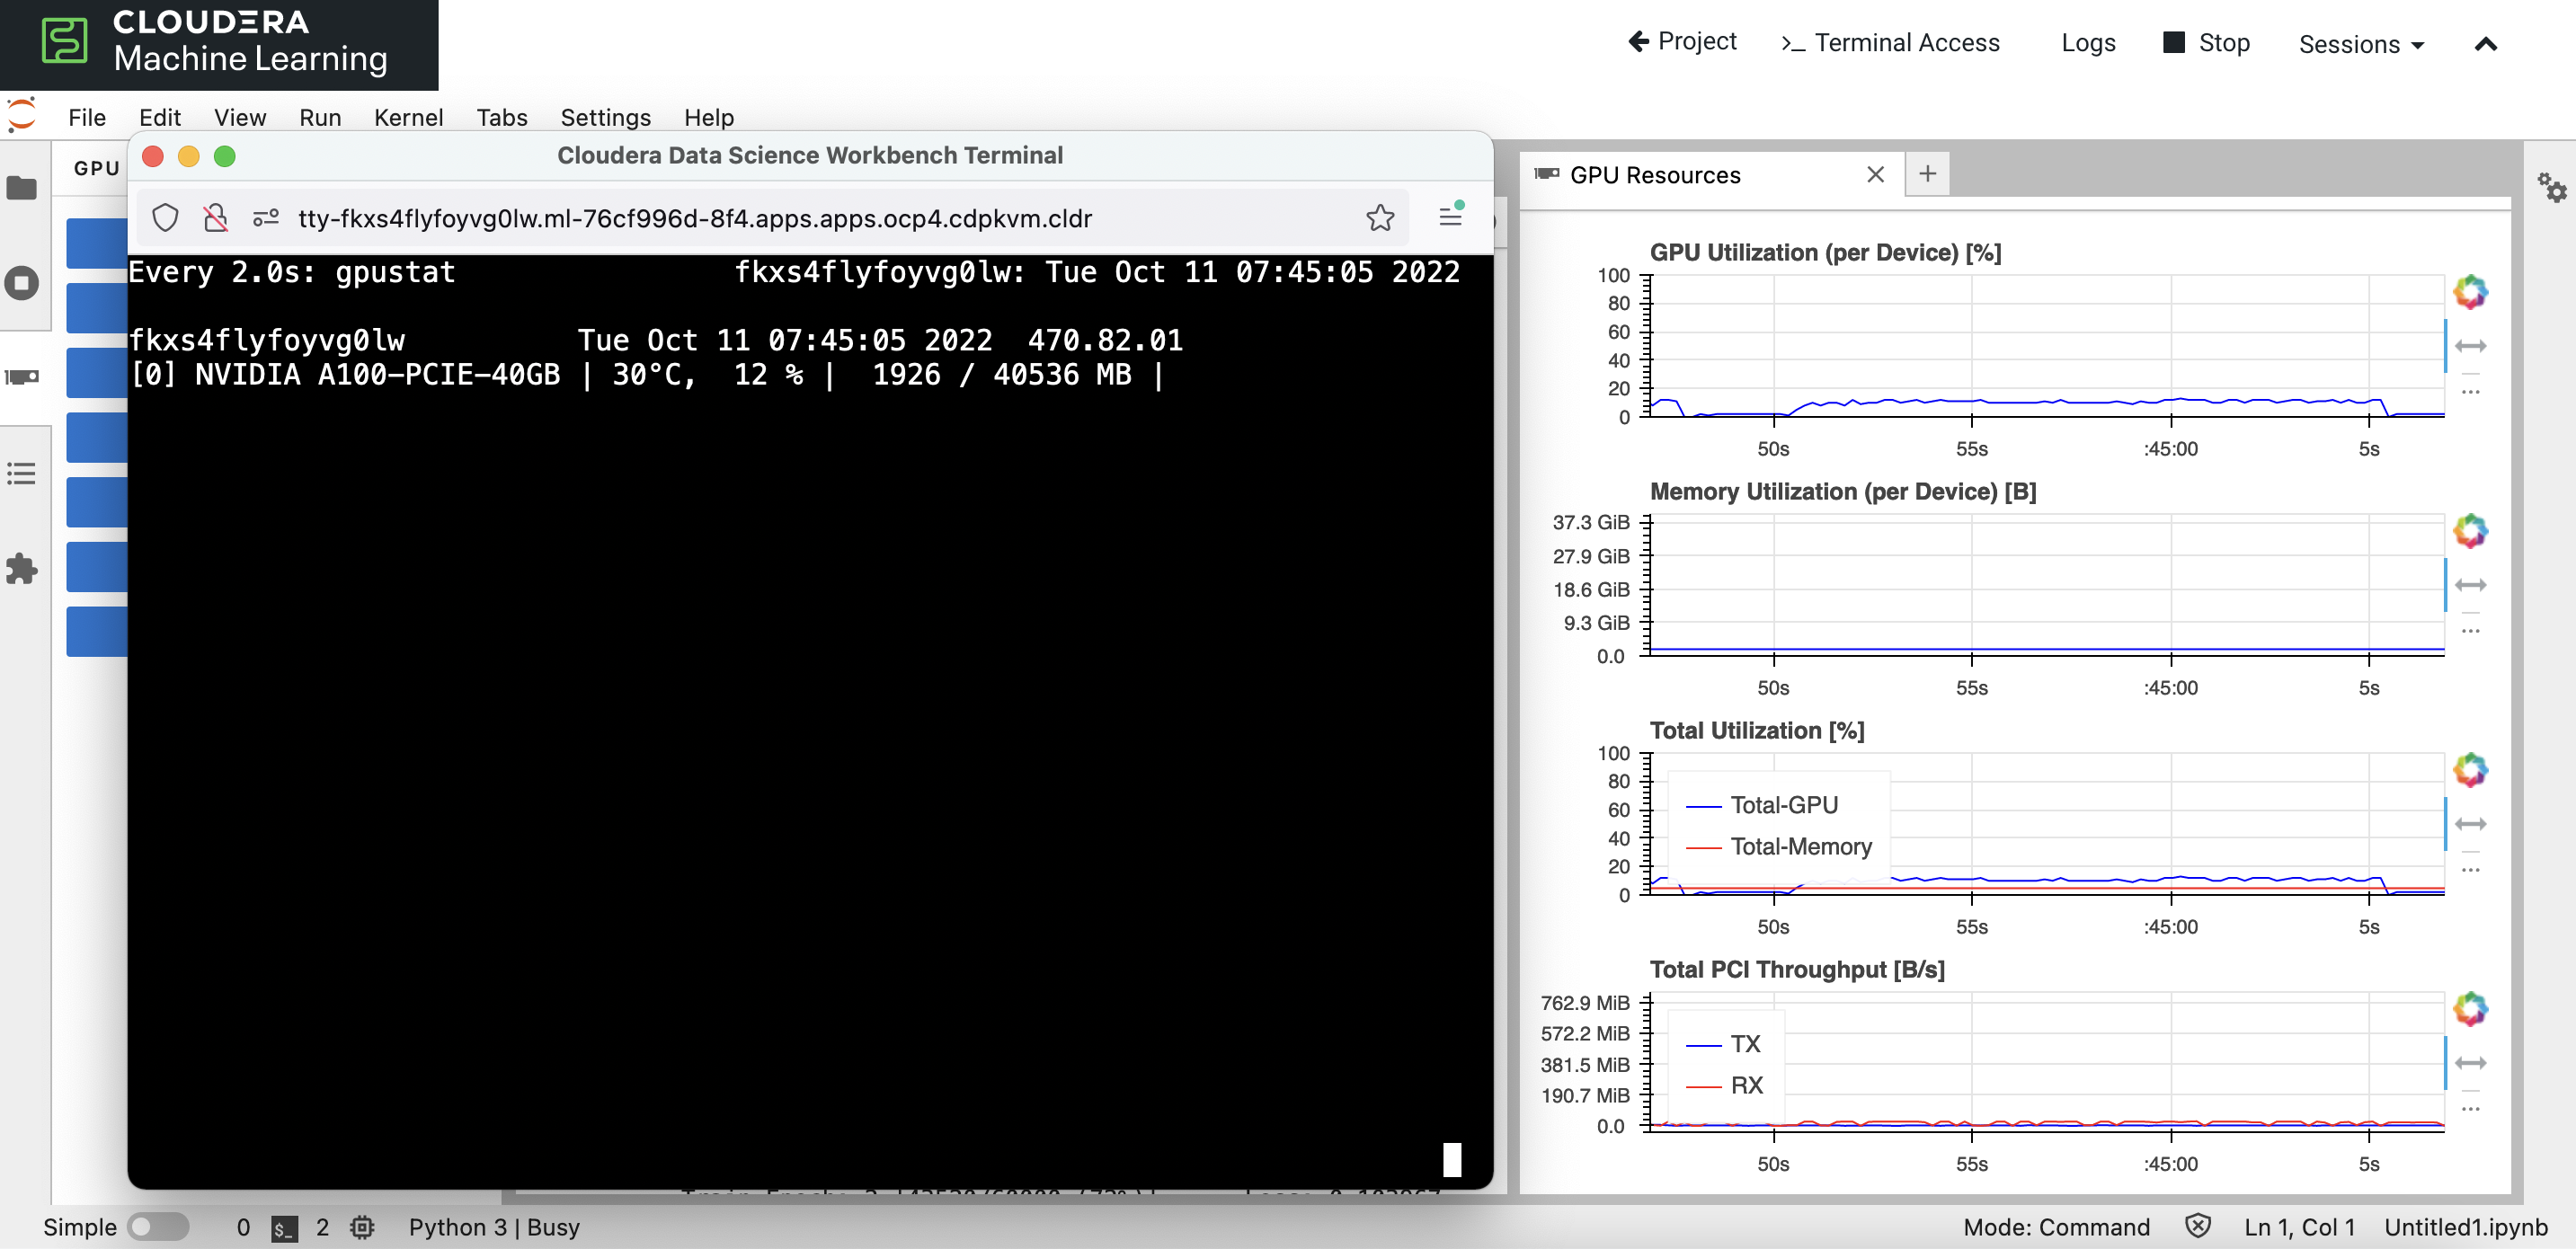 CLOUDERA
Machine Learning
Project
Terminal Access
Logs
Stop
Sessions
File Edit View Run Kernel Tabs Settings Help
GPU
Cloudera Data Science Workbench Terminal
tty-fkxs4flyfoyvg0lw.ml-76cf996d-8f4.apps.apps.ocp4.cdpkvm.cldr
Every 2.0s: gpustat fkxs4flyfoyvg0lw: Tue Oct 11 07:45:05 2022
fkxs4flyfoyvg0lw Tue Oct 11 07:45:05 2022 470.82.01
[0] NVIDIA A100-PCIE-40GB | 30°C, 12 % | 1926 / 40536 MB |
GPU Resources
GPU Utilization (per Device) [%]
100
80
60
40
20
0
50s 55s :45:00 5s
Memory Utilization (per Device) [B]
37.3 GiB
27.9 GiB
18.6 GiB
9.3 GiB
0.0
50s 55s :45:00 5s
Total Utilization [%]
100
80
60
40
20
0
Total-GPU
Total-Memory
50s 55s :45:00 5s
Total PCI Throughput [B/s]
762.9 MiB
572.2 MiB
381.5 MiB
190.7 MiB
0.0
TX
RX
50s 55s :45:00 5s
Simple 0 $_ 2 Python 3 | Busy
Mode: Command Ln 1, Col 1 Untitled1.ipynb